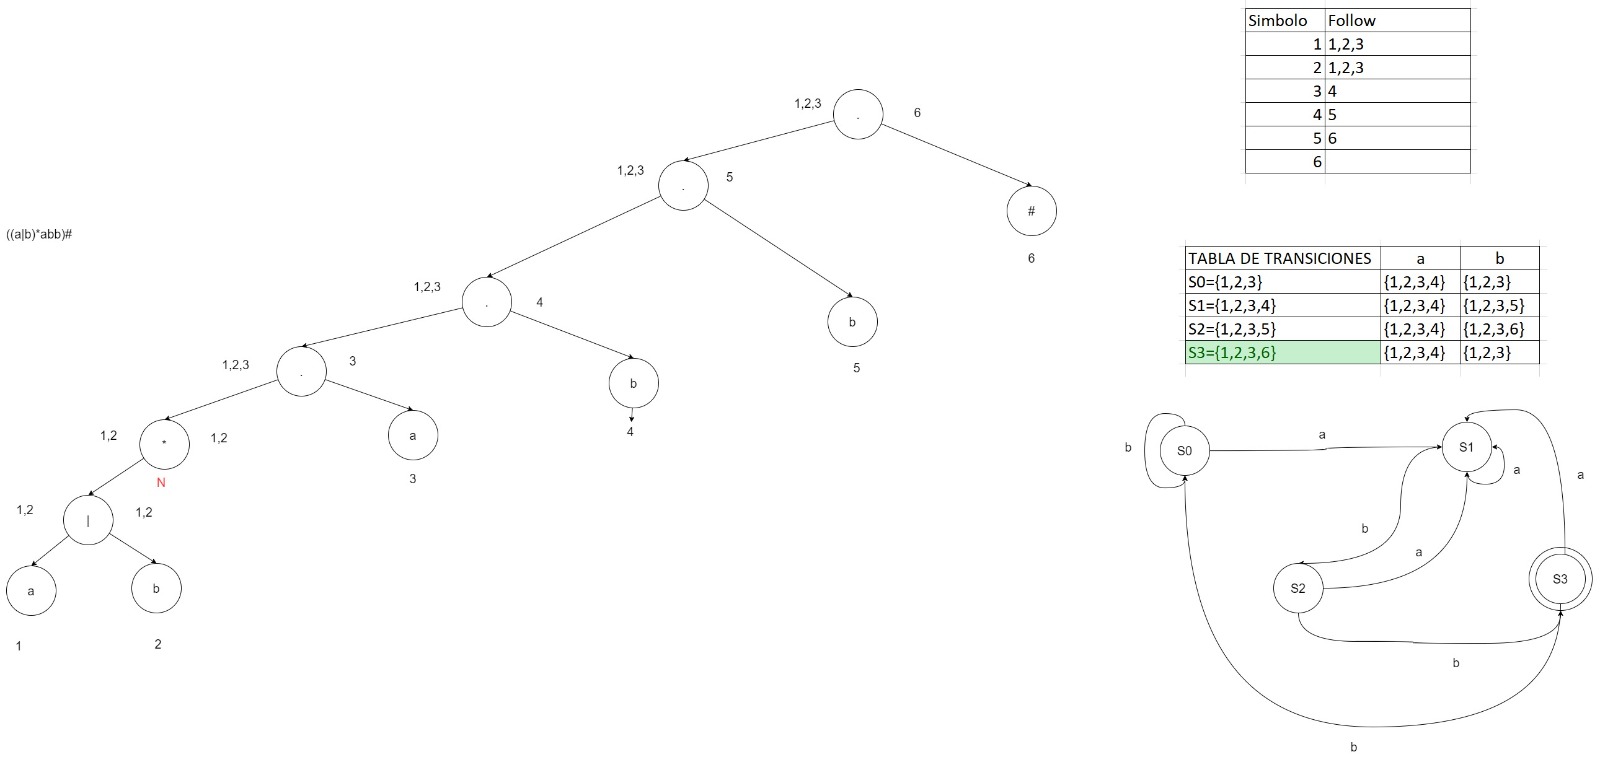 ((a|b)*abb)#
1,2,3 . 6
1,2,3 . 5
#
6
1,2,3 . 4
b
5
1,2,3 . 3
b
4
1,2 * 1,2
N
a
3
1,2 | 1,2
a
1
b
2
Simbolo Follow
1 1,2,3
2 1,2,3
3 4
4 5
5 6
6
TABLA DE TRANSICIONES a b
S0={1,2,3} {1,2,3,4} {1,2,3}
S1={1,2,3,4} {1,2,3,4} {1,2,3,5}
S2={1,2,3,5} {1,2,3,4} {1,2,3,6}
S3={1,2,3,6} {1,2,3,4} {1,2,3}
b S0 a S1 a a
b a
S2 S3
b
b